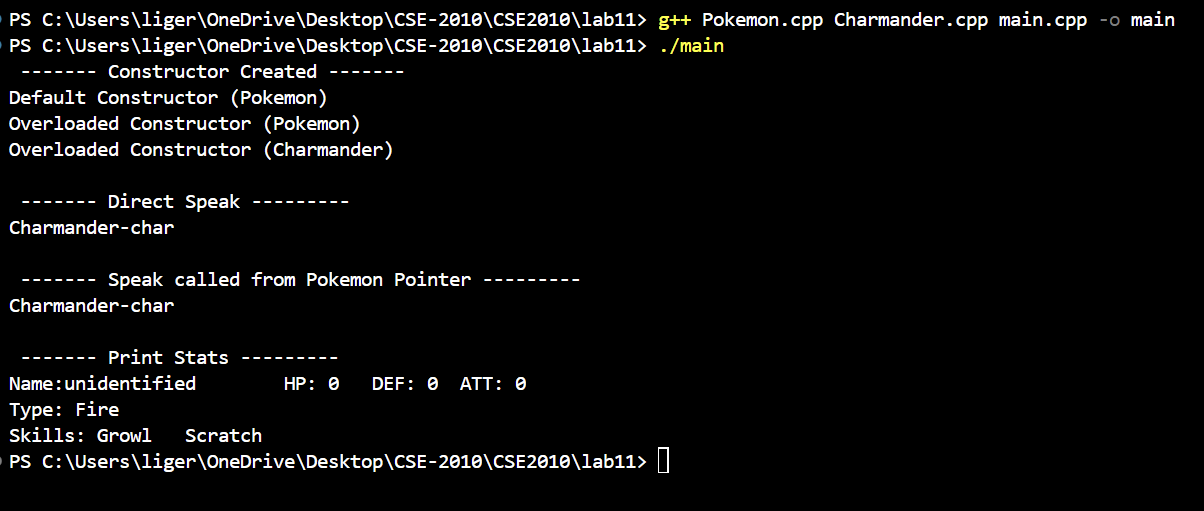 PS C:\Users\liger\OneDrive\Desktop\CSE-2010\CSE2010\lab11> g++ Pokemon.cpp Charmander.cpp main.cpp -o main
PS C:\Users\liger\OneDrive\Desktop\CSE-2010\CSE2010\lab11> ./main
 ------- Constructor Created -------
Default Constructor (Pokemon)
Overloaded Constructor (Pokemon)
Overloaded Constructor (Charmander)

 ------- Direct Speak ---------
Charmander-char

 ------- Speak called from Pokemon Pointer ---------
Charmander-char

 ------- Print Stats ---------
Name:unidentified        HP: 0   DEF: 0  ATT: 0
Type: Fire
Skills: Growl   Scratch
PS C:\Users\liger\OneDrive\Desktop\CSE-2010\CSE2010\lab11>